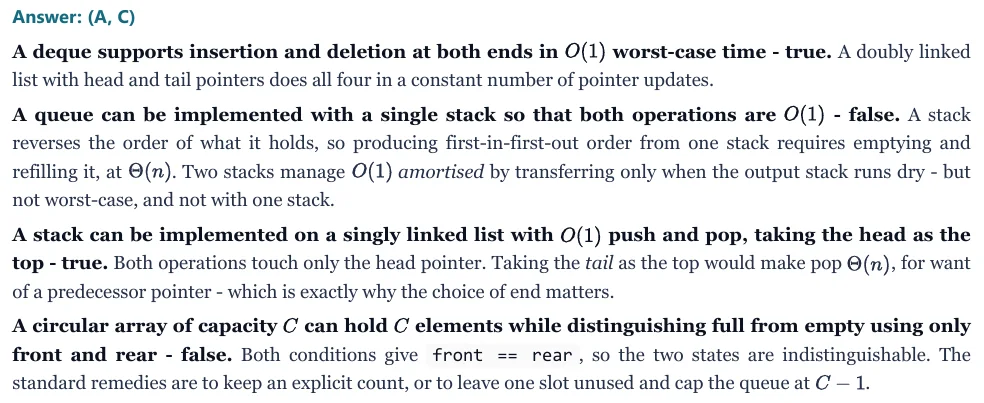 Answer: (A, C)
A deque supports insertion and deletion at both ends in O(1) worst-case time - true. A doubly linked
list with head and tail pointers does all four in a constant number of pointer updates.
A queue can be implemented with a single stack so that both operations are O(1) - false. A stack
reverses the order of what it holds, so producing first-in-first-out order from one stack requires emptying and
refilling it, at Θ(n). Two stacks manage O(1) amortised by transferring only when the output stack runs dry - but
not worst-case, and not with one stack.
A stack can be implemented on a singly linked list with O(1) push and pop, taking the head as the
top - true. Both operations touch only the head pointer. Taking the tail as the top would make pop Θ(n), for want
of a predecessor pointer - which is exactly why the choice of end matters.
A circular array of capacity C can hold C elements while distinguishing full from empty using only
front and rear - false. Both conditions give front == rear , so the two states are indistinguishable. The
standard remedies are to keep an explicit count, or to leave one slot unused and cap the queue at C − 1.